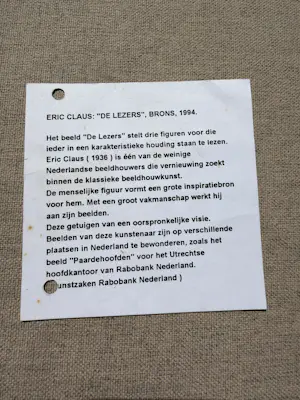 ERIC CLAUS: "DE LEZERS", BRONS, 1994.
Het beeld "De Lezers" stelt drie figuren voor die
ieder in een karakteristieke houding staan te lezen.
Eric Claus ( 1936 ) is één van de weinige
Nederlandse beeldhouwers die vernieuwing zoekt
binnen de klassieke beeldhouwkunst.
De menselijke figuur vormt een grote inspiratiebron
voor hem. Met een groot vakmanschap werkt hij
aan zijn beelden.
Deze getuigen van een oorspronkelijke visie.
Beelden van deze kunstenaar zijn op verschillende
plaatsen in Nederland te bewonderen, zoals het
beeld "Paardehoofden" voor het Utrechtse
hoofdkantoor van Rabobank Nederland.
unstzaken Rabobank Nederland )